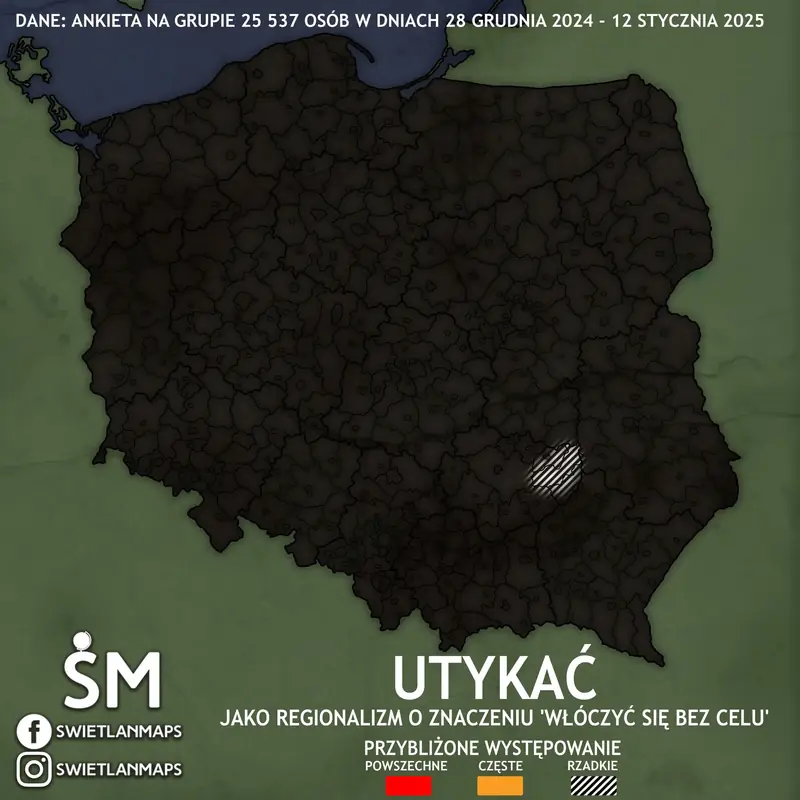 DANE: ANKIETA NA GRUPIE 25 537 OSÓB W DNIACH 28 GRUDNIA 2024 - 12 STYCZNIA 2025
ŚM
SWIETLANMAPS
SWIETLANMAPS
UTYKAĆ
JAKO REGIONALIZM O ZNACZENIU 'WŁÓCZYĆ SIĘ BEZ CELU'
PRZYBLIŻONE WYSTĘPOWANIE
POWSZECHNE CZĘSTE RZADKIE